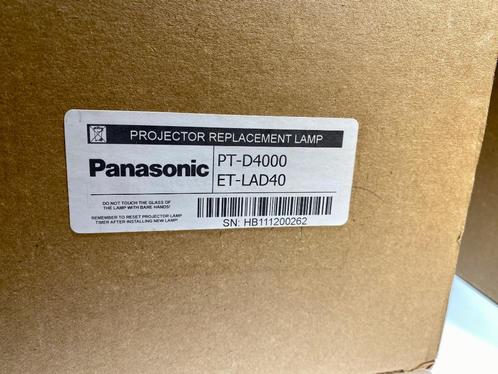 PROJECTOR REPLACEMENT LAMP
Panasonic
PT-D4000
ET-LAD40
DO NOT TOUCH THE GLASS OF
THE LAMP WITH BARE HANDS!
REMEMBER TO RESET PROJECTOR LAMP
TIMER AFTER INSTALLING NEW LAMP
SN: HB111200262